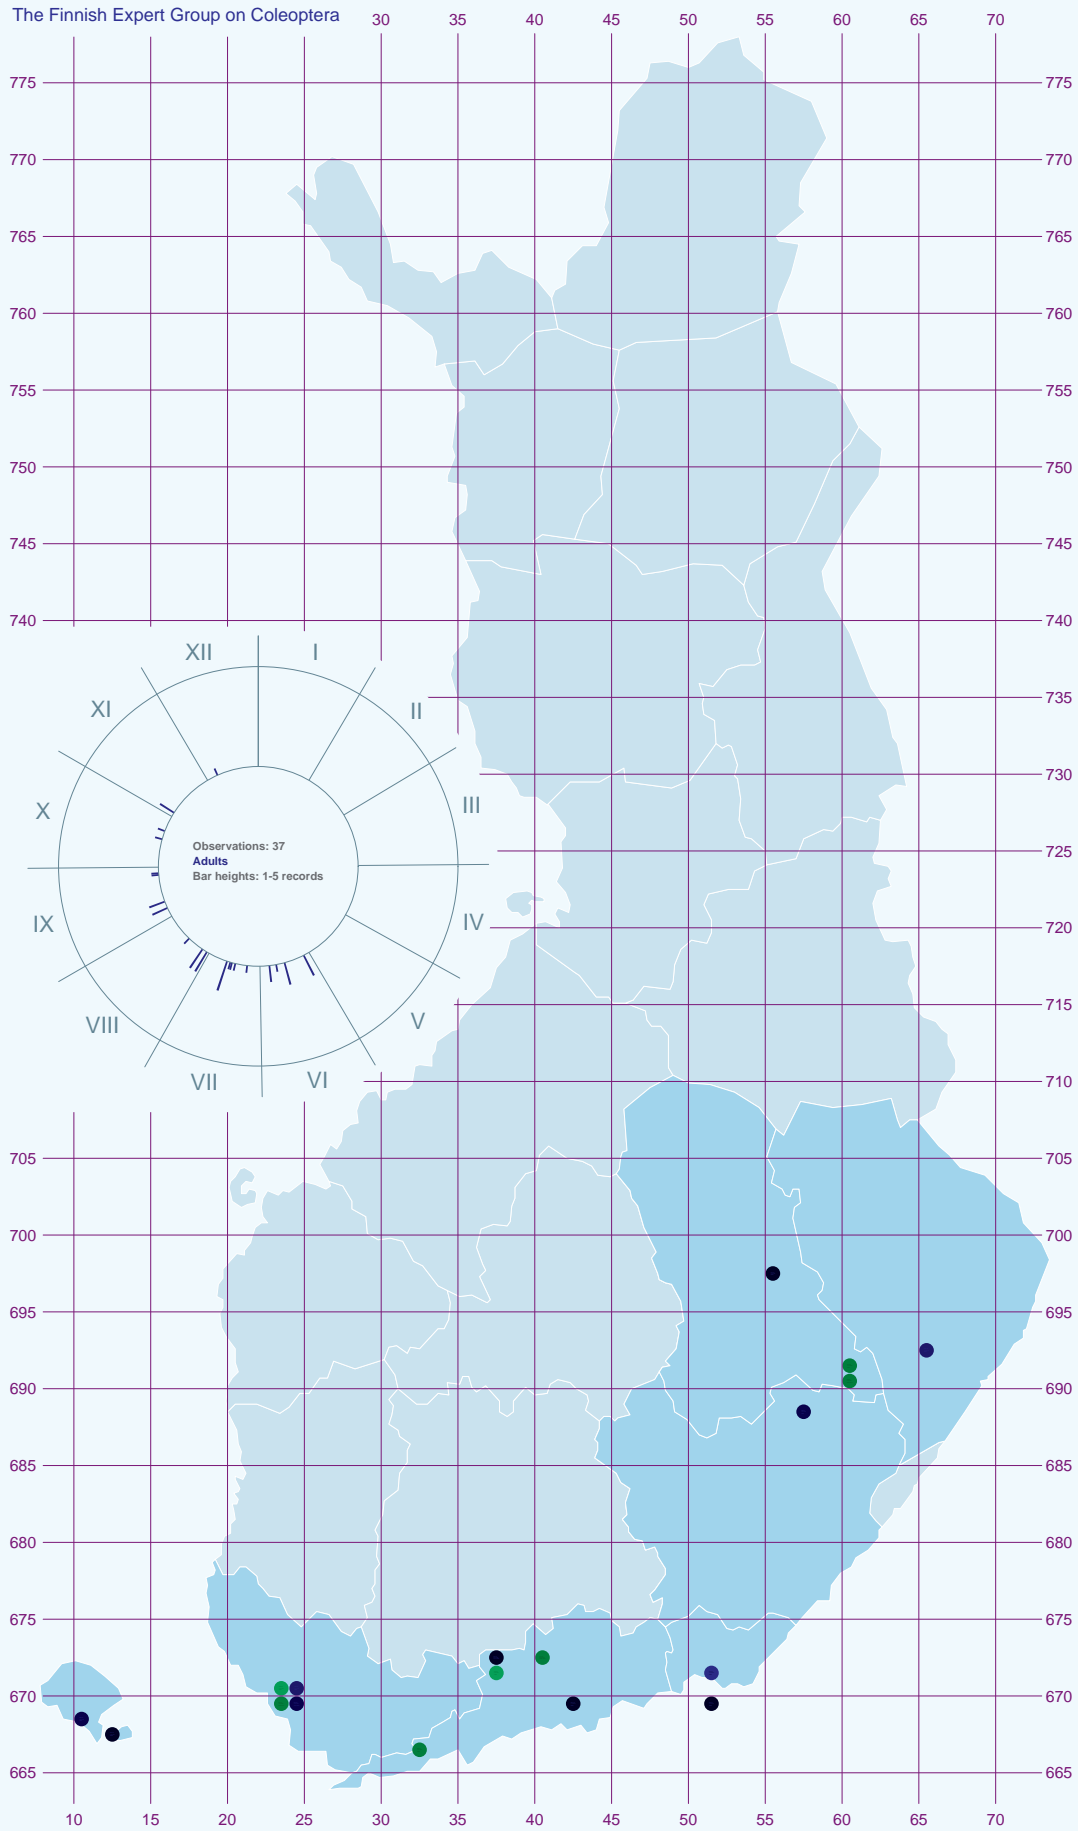 The Finnish Expert Group on Coleoptera
30 35 40 45 50 55 60 65 70
775 775
770 770
765 765
760 760
755 755
750 750
745 745
740 740
XII I
XI II
735
730
X III
Observations: 37
Adults
Bar heights: 1-5 records
725
IX IV
720
VIII V
715
VII VI
710
705 705
700 700
695 695
690 690
685 685
680 680
675 675
670 670
665 665
10 15 20 25 30 35 40 45 50 55 60 65 70